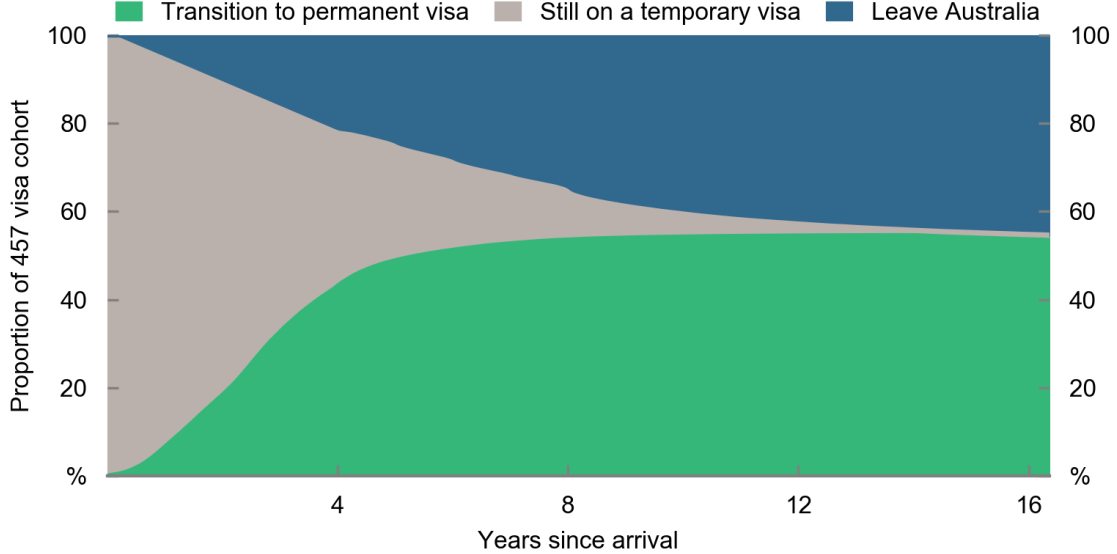 Transition to permanent visa Still on a temporary visa Leave Australia
100 100
80 80
60 60
40 40
20 20
% %
4 8 12 16
Proportion of 457 visa cohort
Years since arrival